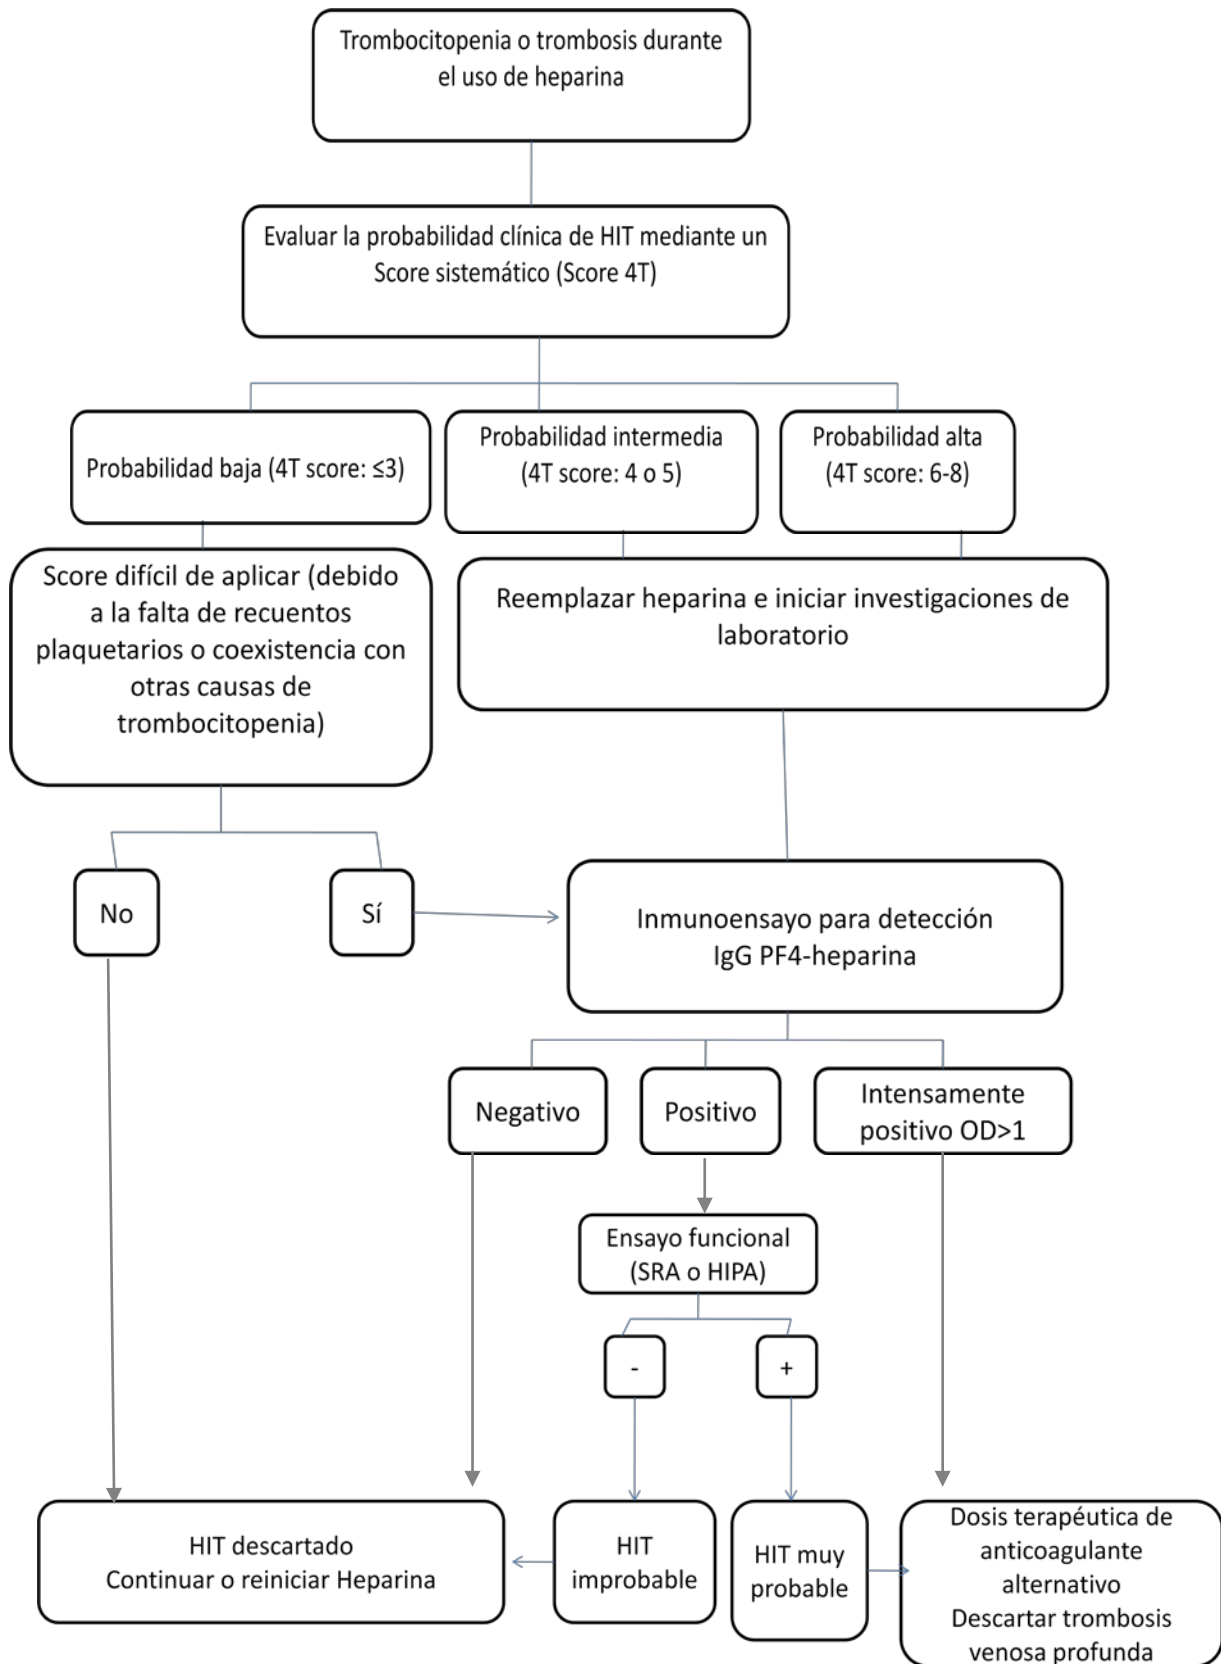 Trombocitopenia o trombosis durante
el uso de heparina
Evaluar la probabilidad clínica de HIT mediante un
Score sistemático (Score 4T)
Probabilidad baja (4T score: ≤3)
Probabilidad intermedia
(4T score: 4 o 5)
Probabilidad alta
(4T score: 6-8)
Score difícil de aplicar (debido
a la falta de recuentos
plaquetarios o coexistencia con
otras causas de
trombocitopenia)
Reemplazar heparina e iniciar investigaciones de
laboratorio
No
Sí
Inmunoensayo para detección
IgG PF4-heparina
Negativo
Positivo
Intensamente
positivo OD>1
Ensayo funcional
(SRA o HIPA)
-
+
HIT descartado
Continuar o reiniciar Heparina
HIT
improbable
HIT muy
probable
Dosis terapéutica de
anticoagulante
alternativo
Descartar trombosis
venosa profunda